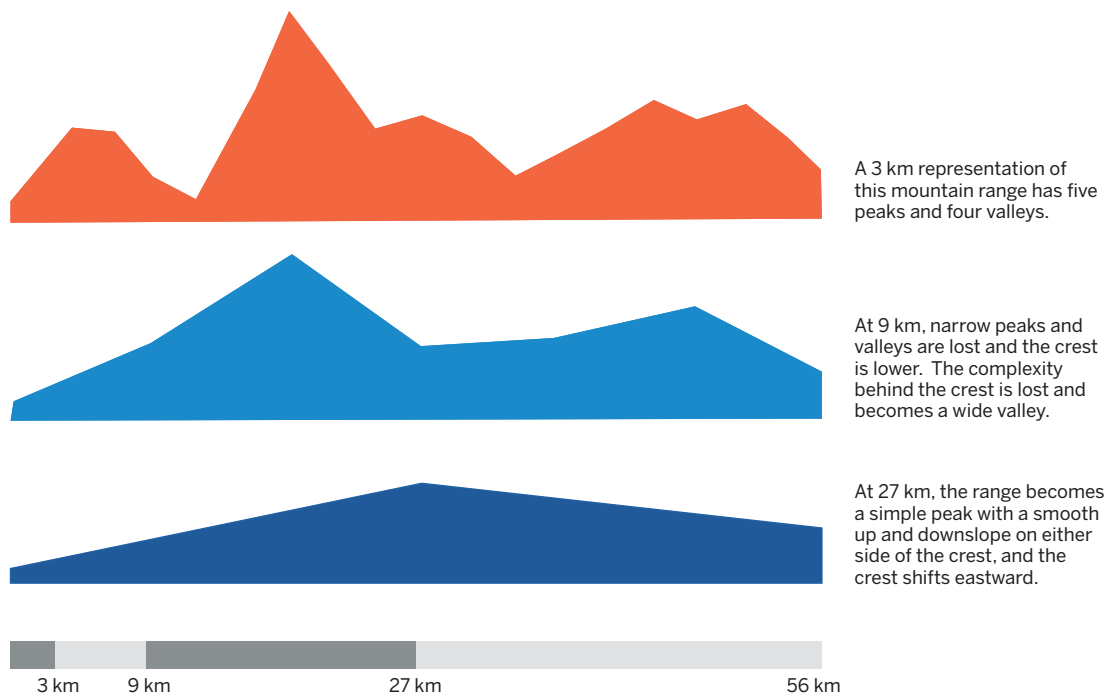 A 3 km representation of
this mountain range has five
peaks and four valleys.
At 9 km, narrow peaks and
valleys are lost and the crest
is lower. The complexity
behind the crest is lost and
becomes a wide valley.
At 27 km, the range becomes
a simple peak with a smooth
up and downslope on either
side of the crest, and the
crest shifts eastward.
3 km 9 km 27 km 56 km